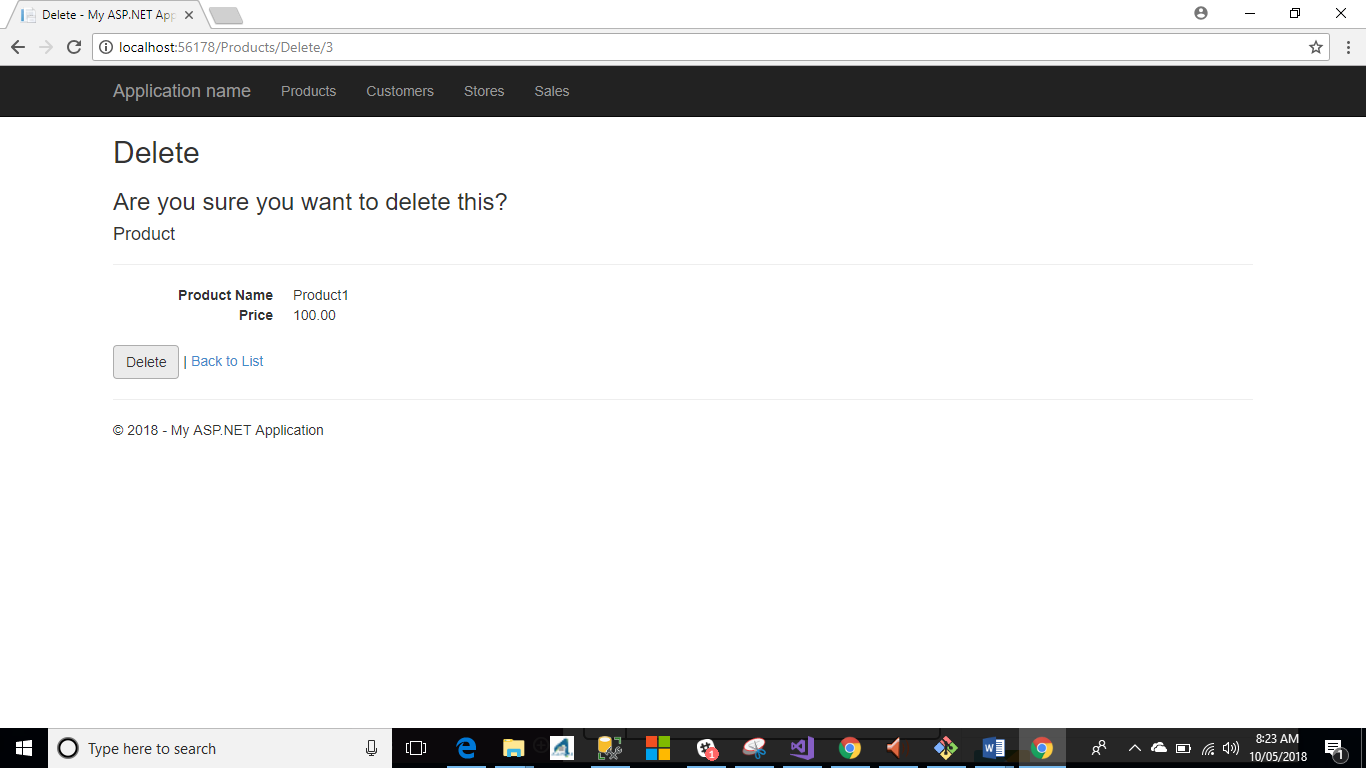 Delete - My ASP.NET App
localhost:56178/Products/Delete/3
Application name Products Customers Stores Sales
Delete
Are you sure you want to delete this?
Product
Product Name Product1
Price 100.00
Delete | Back to List
© 2018 - My ASP.NET Application
Type here to search
8:23 AM
10/05/2018